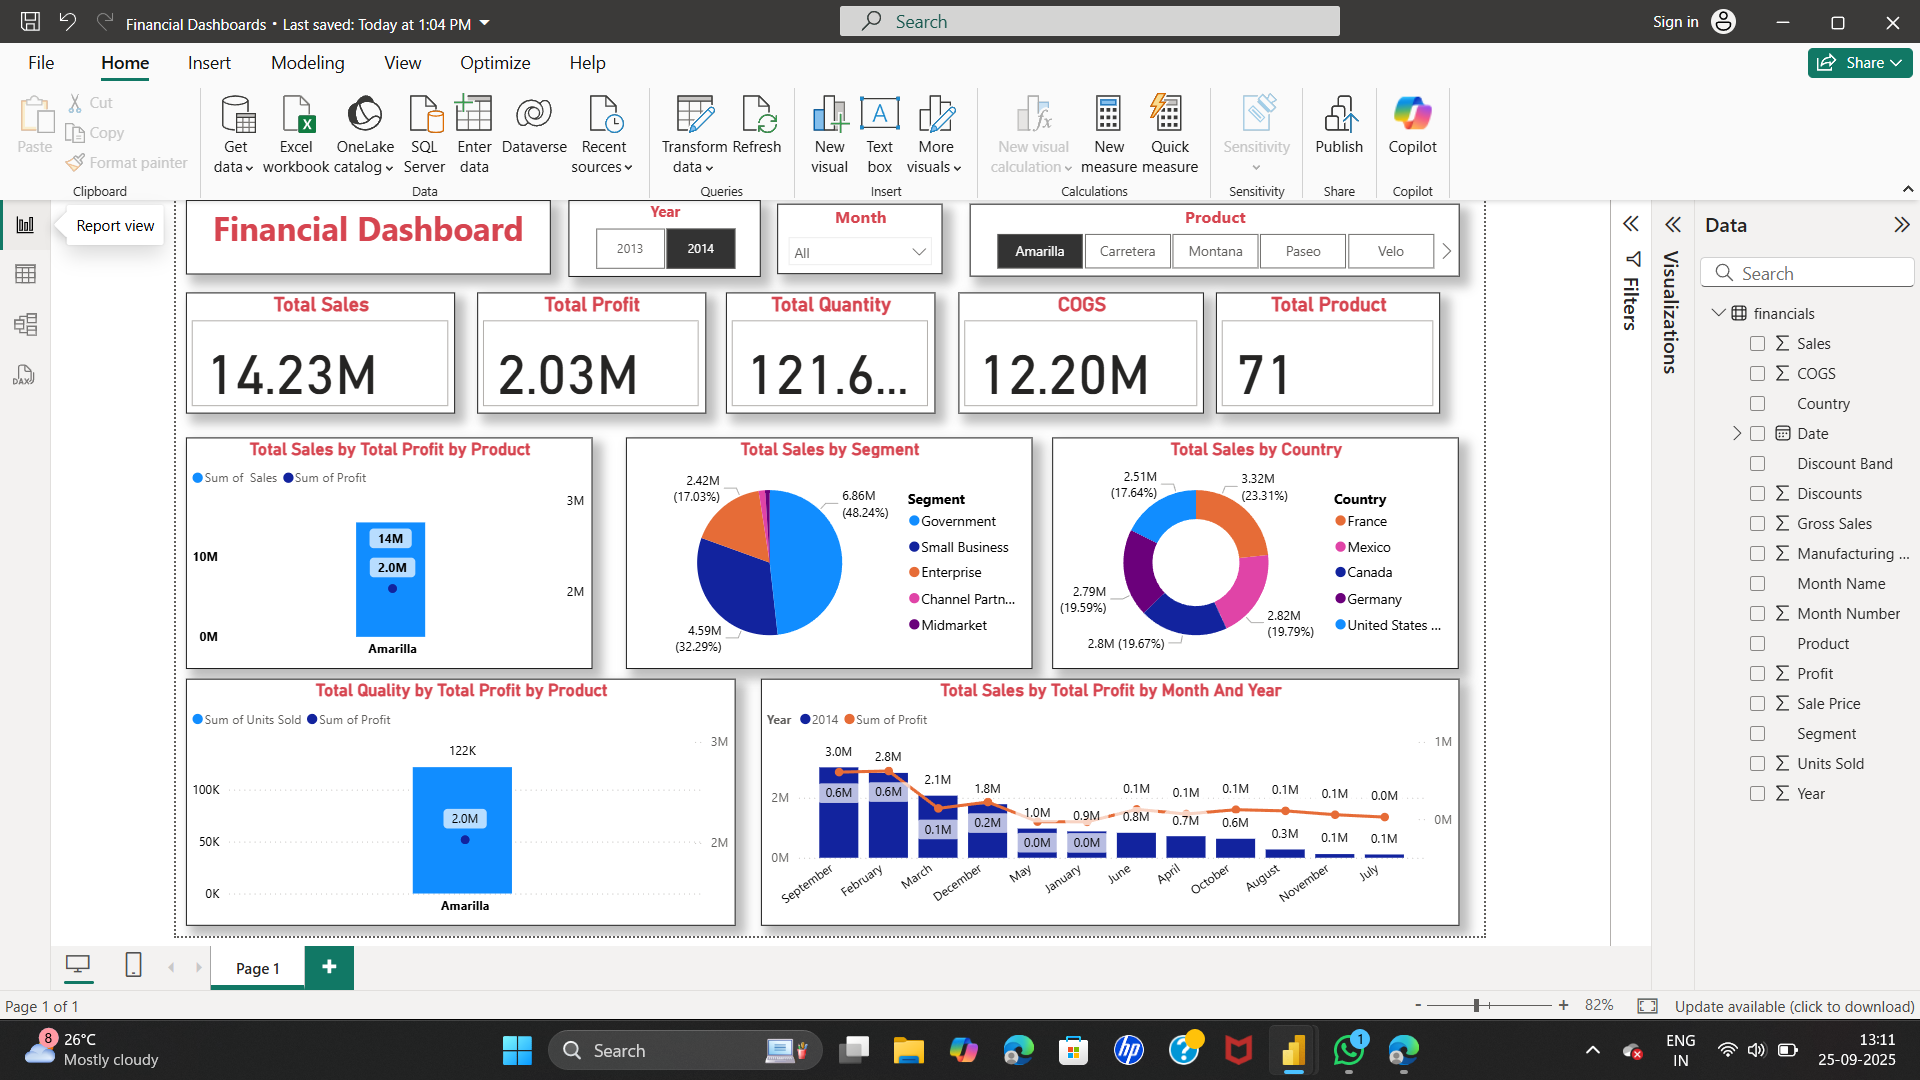 Financial Dashboards • Last saved: Today at 1:04 PM
Search
Sign in
File Home Insert Modeling View Optimize Help
Share
Paste
Cut
Copy
Format painter
Clipboard
Get data
Excel workbook
OneLake catalog
SQL Server
Enter data
Dataverse
Recent sources
Data
Transform data
Refresh
Queries
New visual
Text box
More visuals
Insert
New visual calculation
New measure
Quick measure
Calculations
Sensitivity
Sensitivity
Publish
Share
Copilot
Copilot
Report view
DAX
Financial Dashboard
Year
2013 2014
Month
All
Product
Amarilla Carretera Montana Paseo Velo
Total Sales
14.23M
Total Profit
2.03M
Total Quantity
121.6...
COGS
12.20M
Total Product
71
Total Sales by Total Profit by Product
Sum of Sales Sum of Profit
3M
14M
10M
2.0M
2M
0M
Amarilla
Total Sales by Segment
2.42M
(17.03%)
6.86M
(48.24%)
4.59M
(32.29%)
Segment
Government
Small Business
Enterprise
Channel Partn...
Midmarket
Total Sales by Country
2.51M
(17.64%)
3.32M
(23.31%)
2.79M
(19.59%)
2.82M
(19.79%)
2.8M (19.67%)
Country
France
Mexico
Canada
Germany
United States ...
Total Quality by Total Profit by Product
Sum of Units Sold Sum of Profit
122K
3M
100K
2.0M
50K
2M
0K
Amarilla
Total Sales by Total Profit by Month And Year
Year 2014 Sum of Profit
1M
2M
0M
0M
3.0M 2.8M 2.1M 1.8M 1.0M 0.9M 0.8M 0.7M 0.6M 0.3M 0.1M 0.1M
0.6M 0.6M 0.1M 0.2M 0.0M 0.0M 0.1M 0.1M 0.1M 0.1M 0.1M 0.0M
September February March December May January June April October August November July
Filters
Visualizations
Data
Search
financials
Sales
COGS
Country
Date
Discount Band
Discounts
Gross Sales
Manufacturing ...
Month Name
Month Number
Product
Profit
Sale Price
Segment
Units Sold
Year
Page 1
Page 1 of 1
- + 82%
Update available (click to download)
8
26°C
Mostly cloudy
Search
hp
1
ENG
IN
13:11
25-09-2025